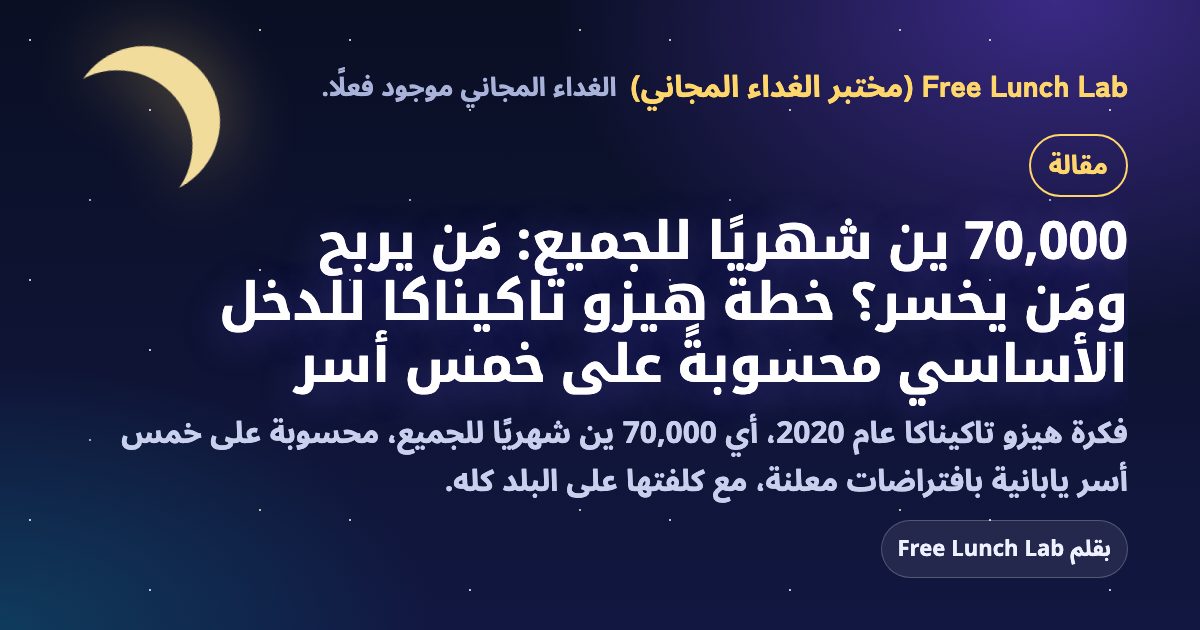 Free Lunch Lab (مختبر الغداء المجاني) الغداء المجاني موجود فعلًا.
مقالة
70,000 ين شهريًا للجميع: مَن يربح
ومَن يخسر؟ خطة هيزو تاكيناكا للدخل
الأساسي محسوبةً على خمس أسر
فكرة هيزو تاكيناكا عام 2020، أي 70,000 ين شهريًا للجميع، محسوبة على خمس
أسر يابانية بافتراضات معلنة، مع كلفتها على البلد كله.
بقلم Free Lunch Lab